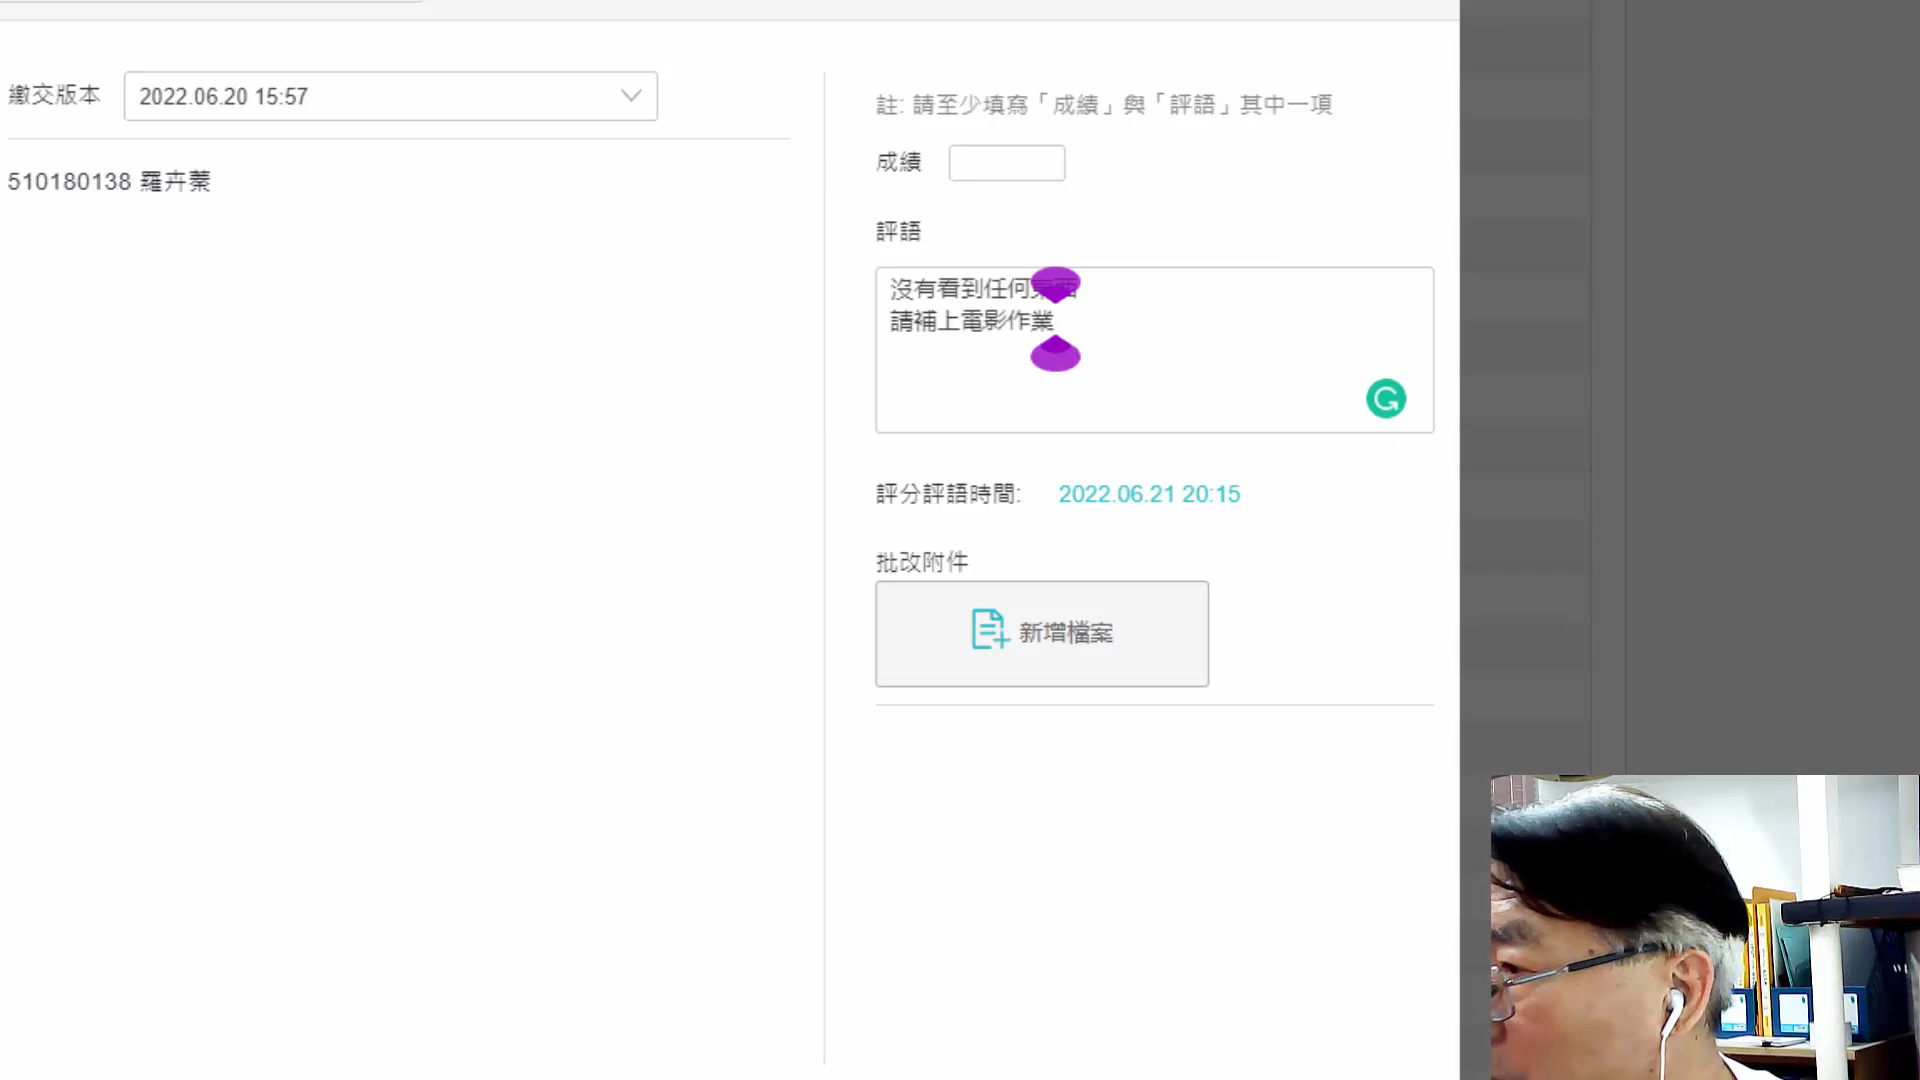 繳交版本
2022.06.20 15:57
510180138 羅卉蓁
註: 請至少填寫「成績」與「評語」其中一項
成績
評語
沒有看到任何東西
請補上電影作業
評分評語時間:
2022.06.21 20:15
批改附件
新增檔案